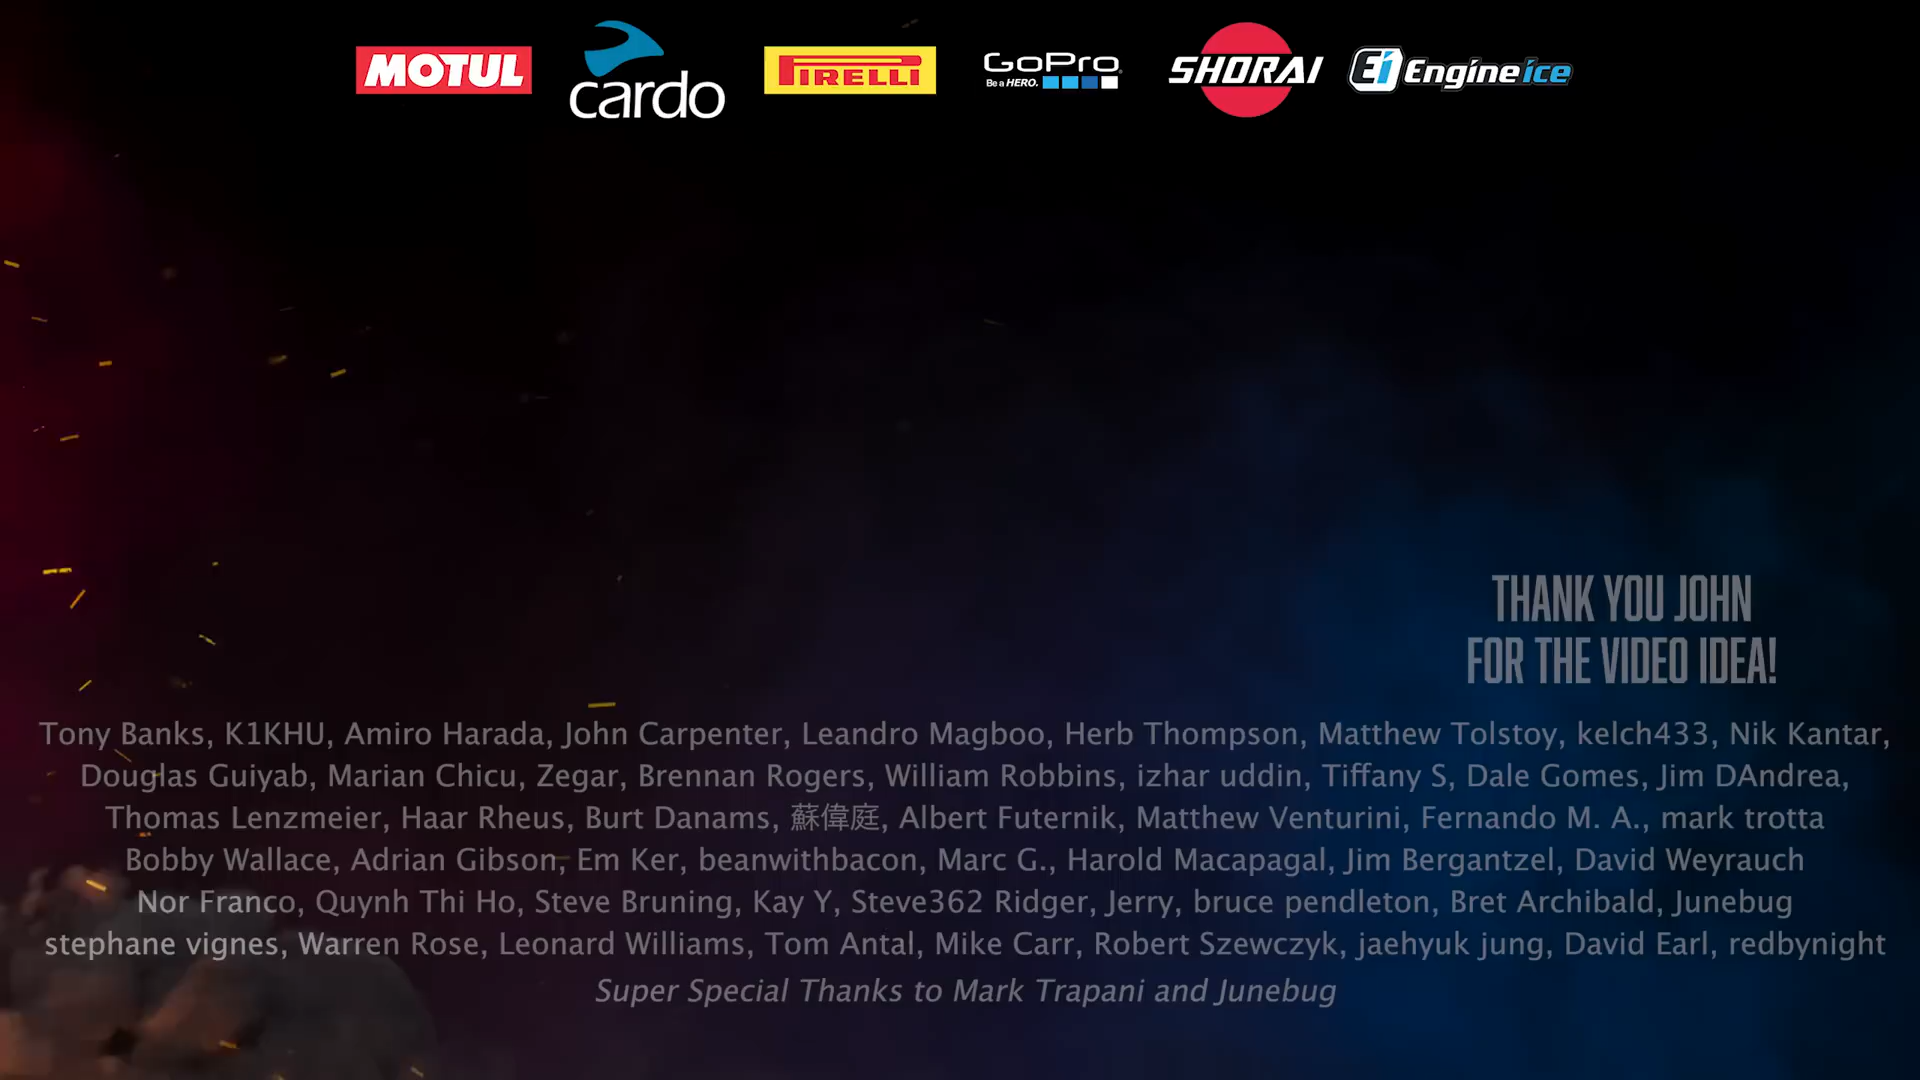 MOTUL cardo PIRELLI GoPro SHORAI Ei Engine ice
Be a HERO.
THANK YOU JOHN
FOR THE VIDEO IDEA!
Tony Banks, K1KHU, Amiro Harada, John Carpenter, Leandro Magboo, Herb Thompson, Matthew Tolstoy, kelch433, Nik Kantar,
Douglas Guiyab, Marian Chicu, Zegar, Brennan Rogers, William Robbins, izhar uddin, Tiffany S, Dale Gomes, Jim DAndrea,
Thomas Lenzmeier, Haar Rheus, Burt Danams, 蘇偉庭, Albert Futernik, Matthew Venturini, Fernando M. A., mark trotta
Bobby Wallace, Adrian Gibson, Em Ker, beanwithbacon, Marc G., Harold Macapagal, Jim Bergantzel, David Weyrauch
Nor Franco, Quynh Thi Ho, Steve Bruning, Kay Y, Steve362 Ridger, Jerry, bruce pendleton, Bret Archibald, Junebug
stephane vignes, Warren Rose, Leonard Williams, Tom Antal, Mike Carr, Robert Szewczyk, jaehyuk jung, David Earl, redbynight
Super Special Thanks to Mark Trapani and Junebug